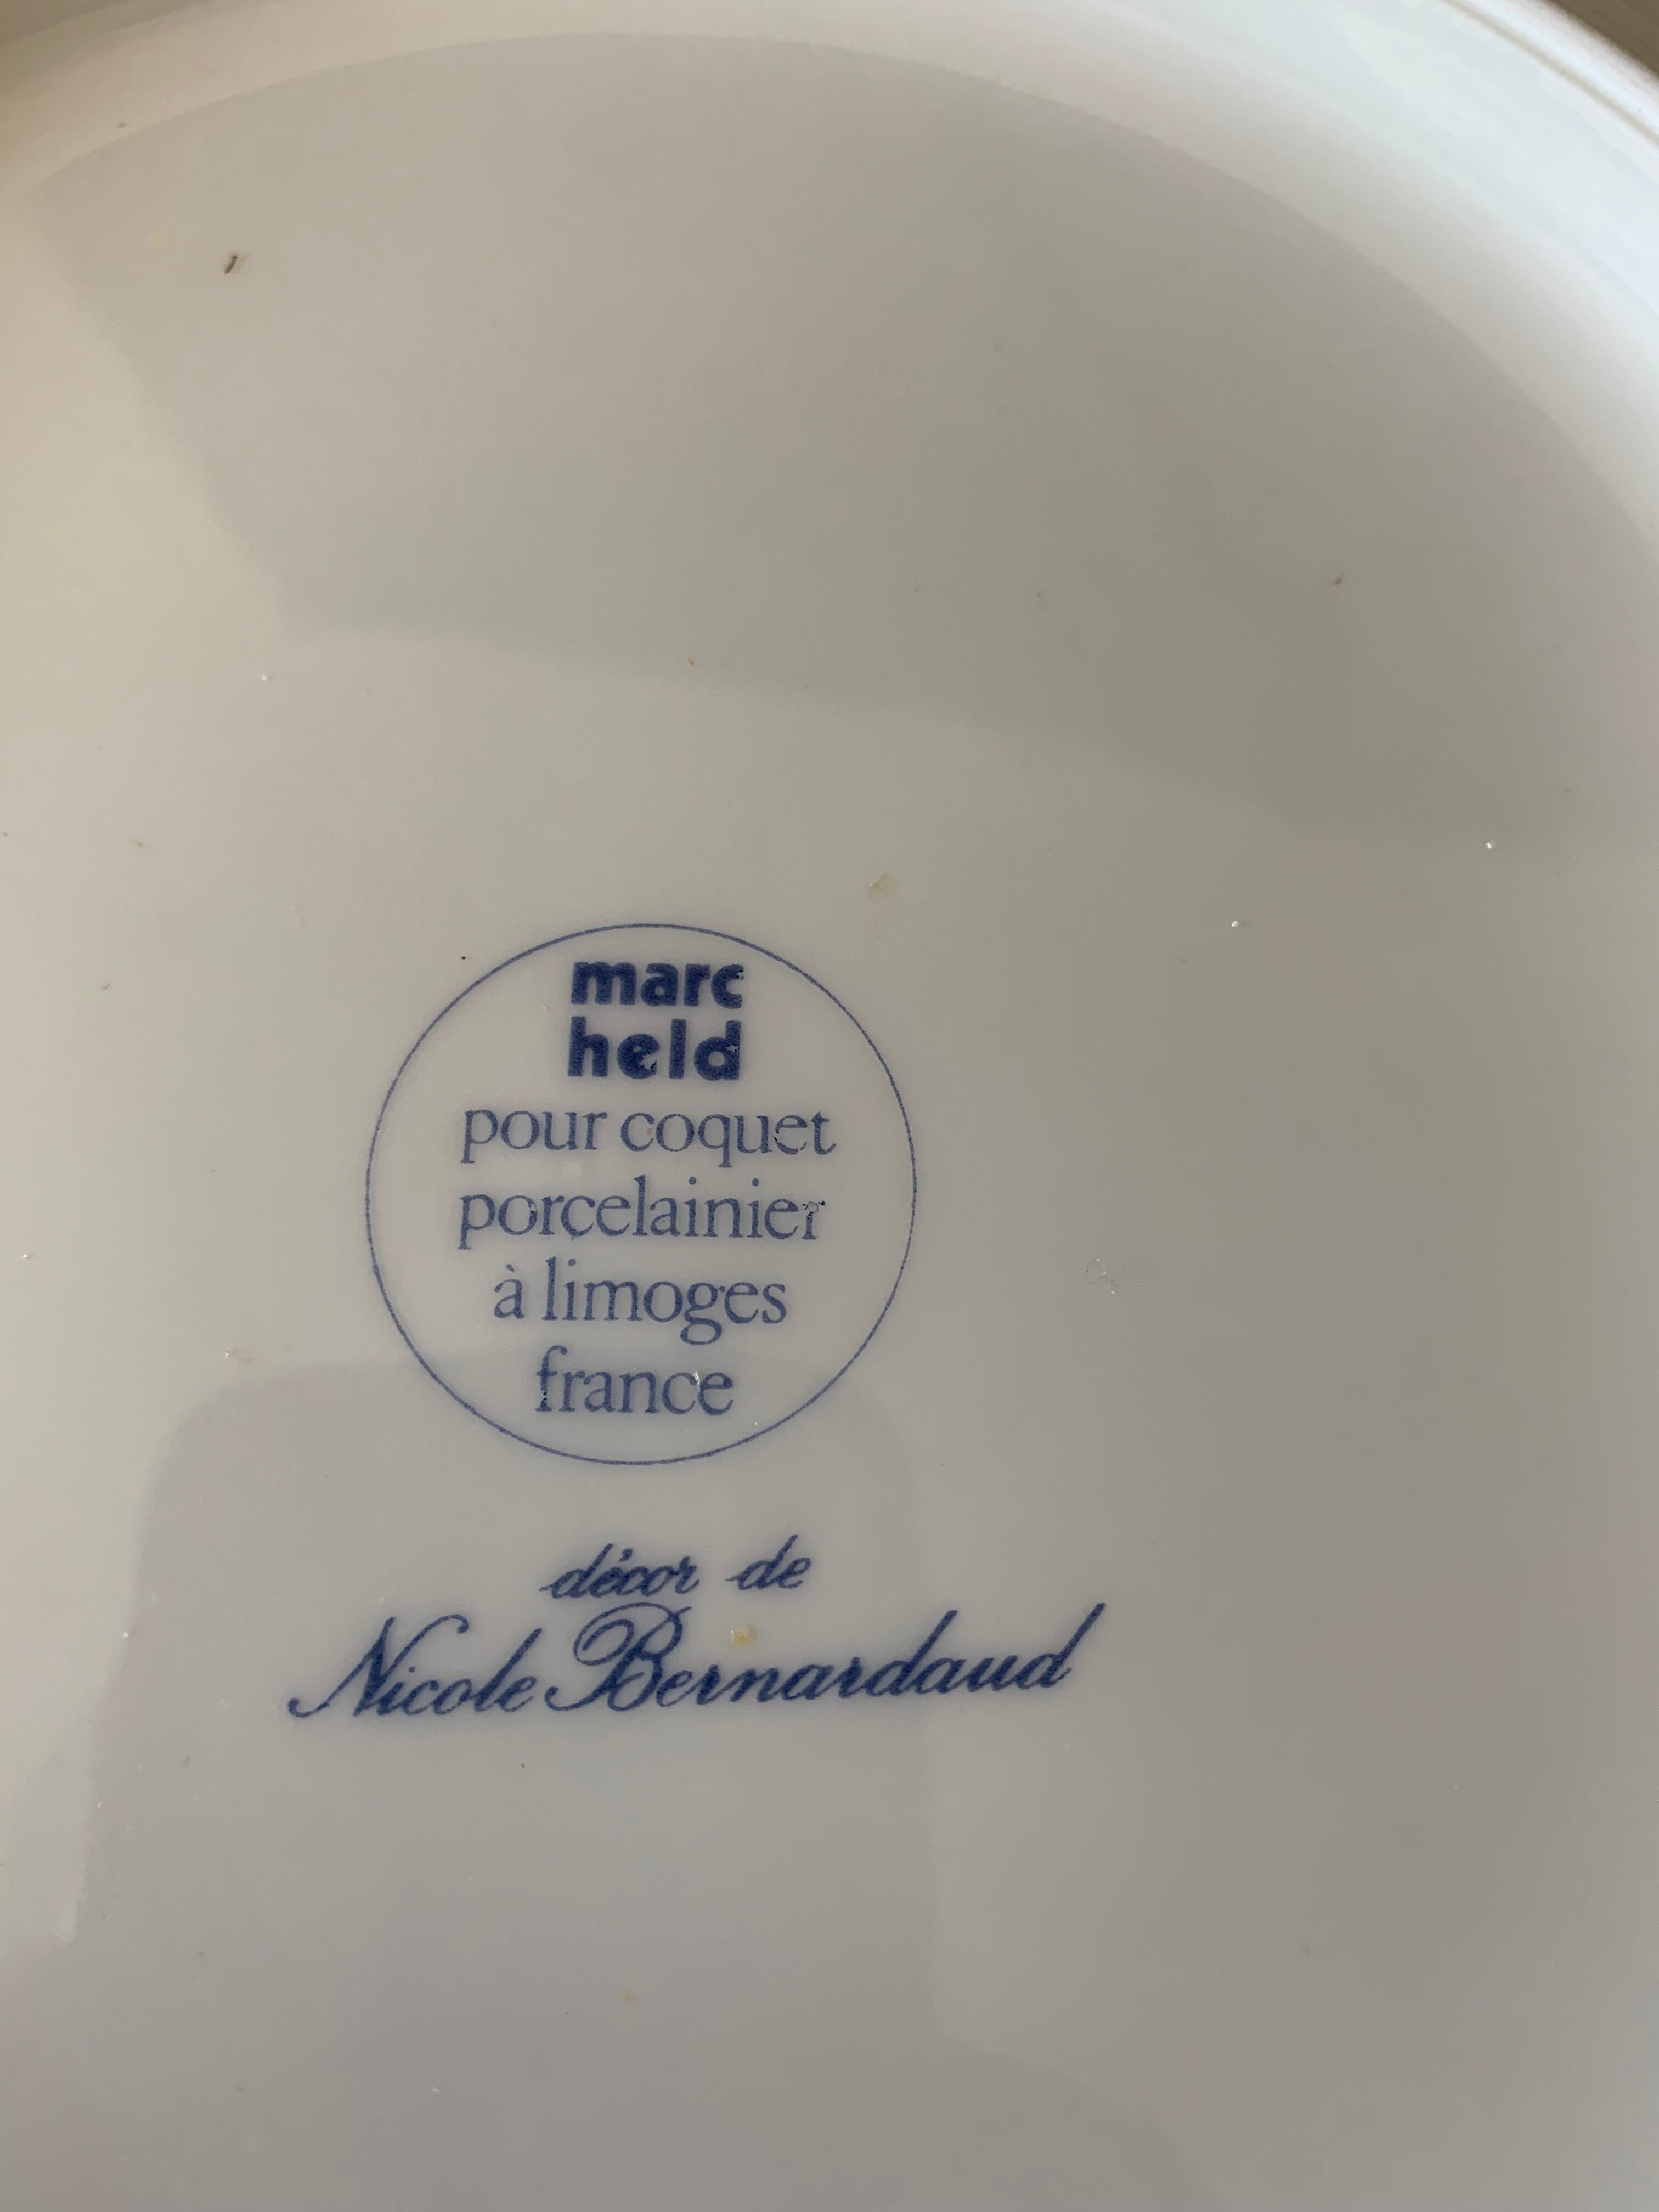 marc
held
pour coquet
porcelainier
à limoges
france
décor de
Nicole Bernardaud